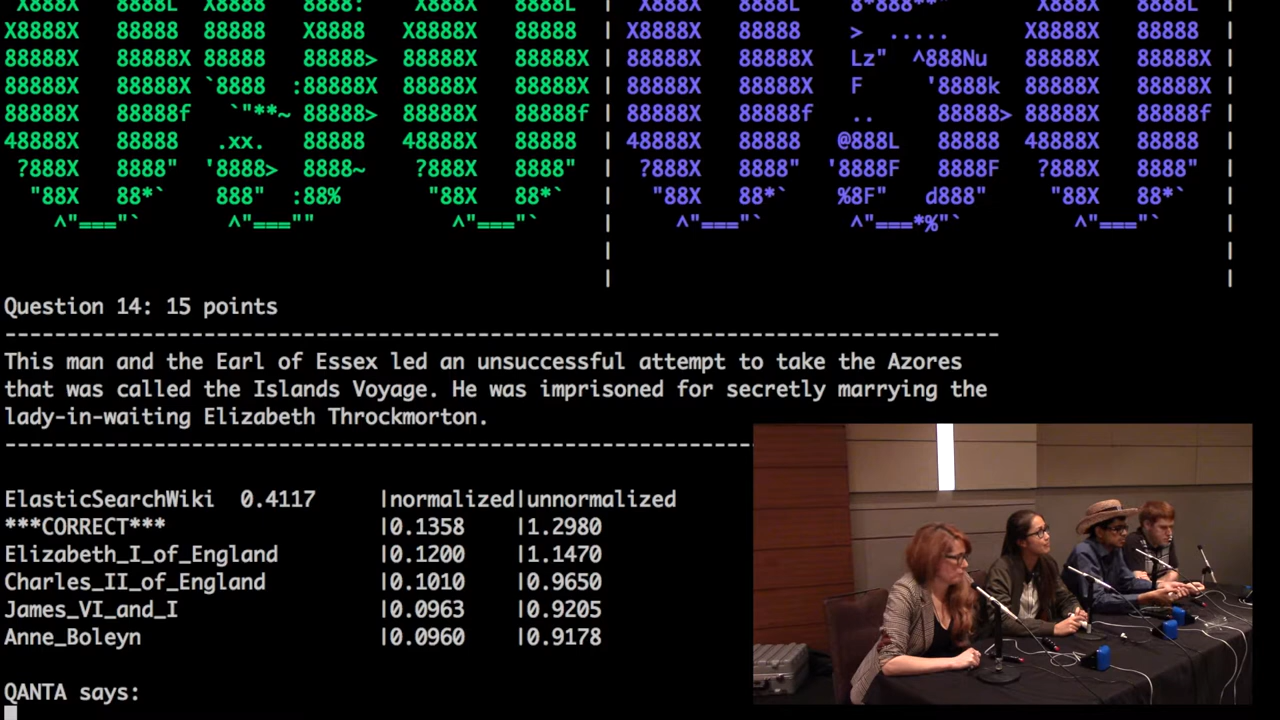 Question 14: 15 points
This man and the Earl of Essex led an unsuccessful attempt to take the Azores
that was called the Islands Voyage. He was imprisoned for secretly marrying the
lady-in-waiting Elizabeth Throckmorton.
ElasticSearchWiki 0.4117 |normalized|unnormalized
***CORRECT*** |0.1358 |1.2980
Elizabeth_I_of_England |0.1200 |1.1470
Charles_II_of_England |0.1010 |0.9650
James_VI_and_I |0.0963 |0.9205
Anne_Boleyn |0.0960 |0.9178
QANTA says: